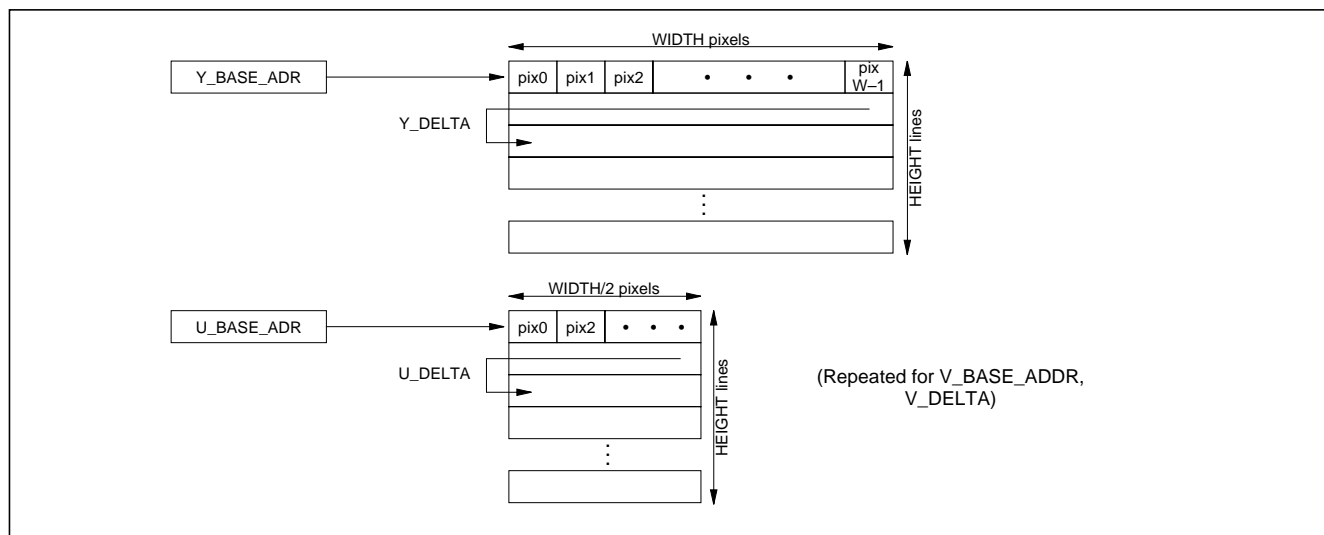 WIDTH pixels
Y_BASE_ADR
pix0 pix1 pix2 • • • pix
W–1
Y_DELTA
HEIGHT lines
WIDTH/2 pixels
U_BASE_ADR
pix0 pix2 • • •
U_DELTA
HEIGHT lines
(Repeated for V_BASE_ADDR,
V_DELTA)